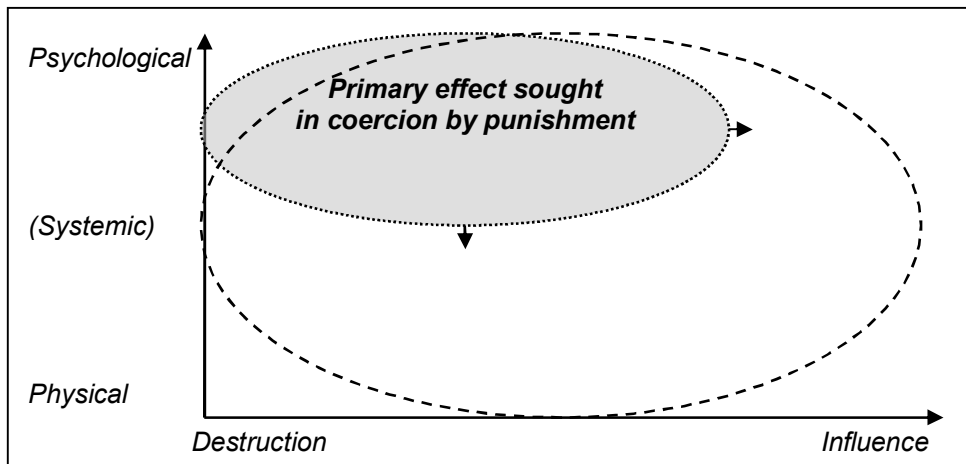 Psychological
Primary effect sought
in coercion by punishment
(Systemic)
Physical
Destruction
Influence